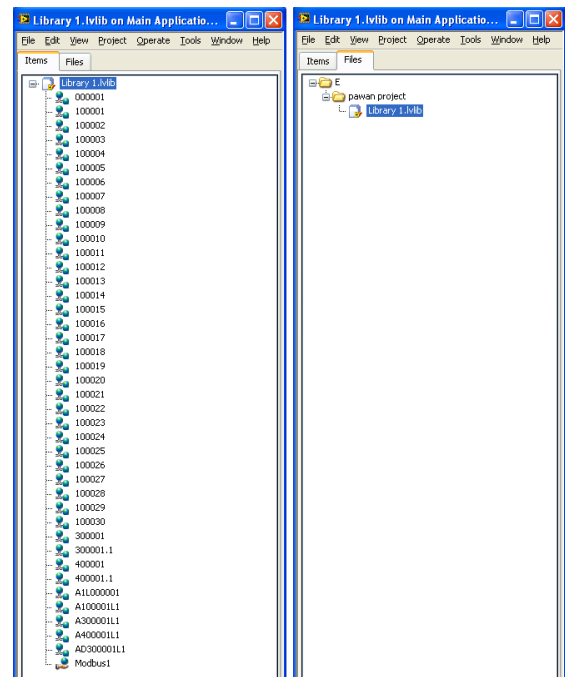 Library 1.lvlib on Main Applicatio...
File Edit View Project Operate Tools Window Help
Items Files
Library 1.lvlib
000001
100001
100002
100003
100004
100005
100006
100007
100008
100009
100010
100011
100012
100013
100014
100015
100016
100017
100018
100019
100020
100021
100022
100023
100024
100025
100026
100027
100028
100029
100030
300001
300001.1
400001
400001.1
A1L000001
A100001L1
A300001L1
A400001L1
AD300001L1
Modbus1
Library 1.lvlib on Main Applicatio...
File Edit View Project Operate Tools Window Help
Items Files
E
pawan project
Library 1.lvlib